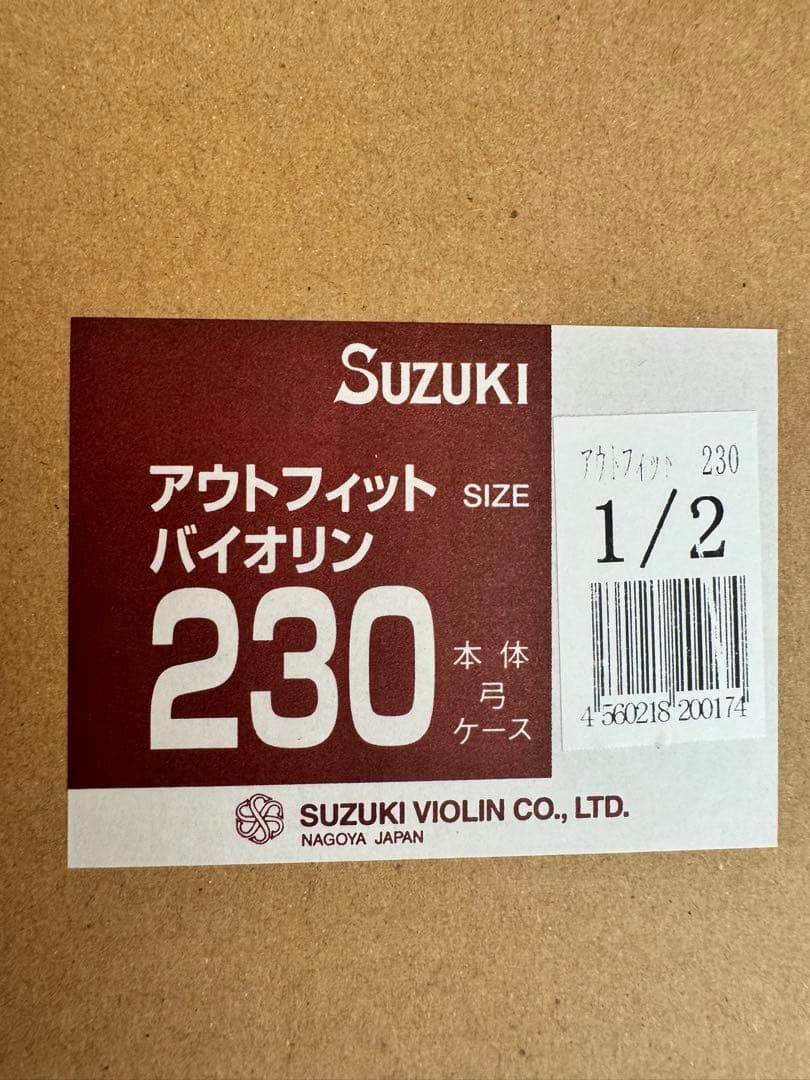 SUZUKI
アウトフィット
バイオリン
230
SIZE
本体
弓
ケース
アウトフィット 230
1/2
4 560218 200174
SUZUKI VIOLIN CO., LTD.
NAGOYA JAPAN